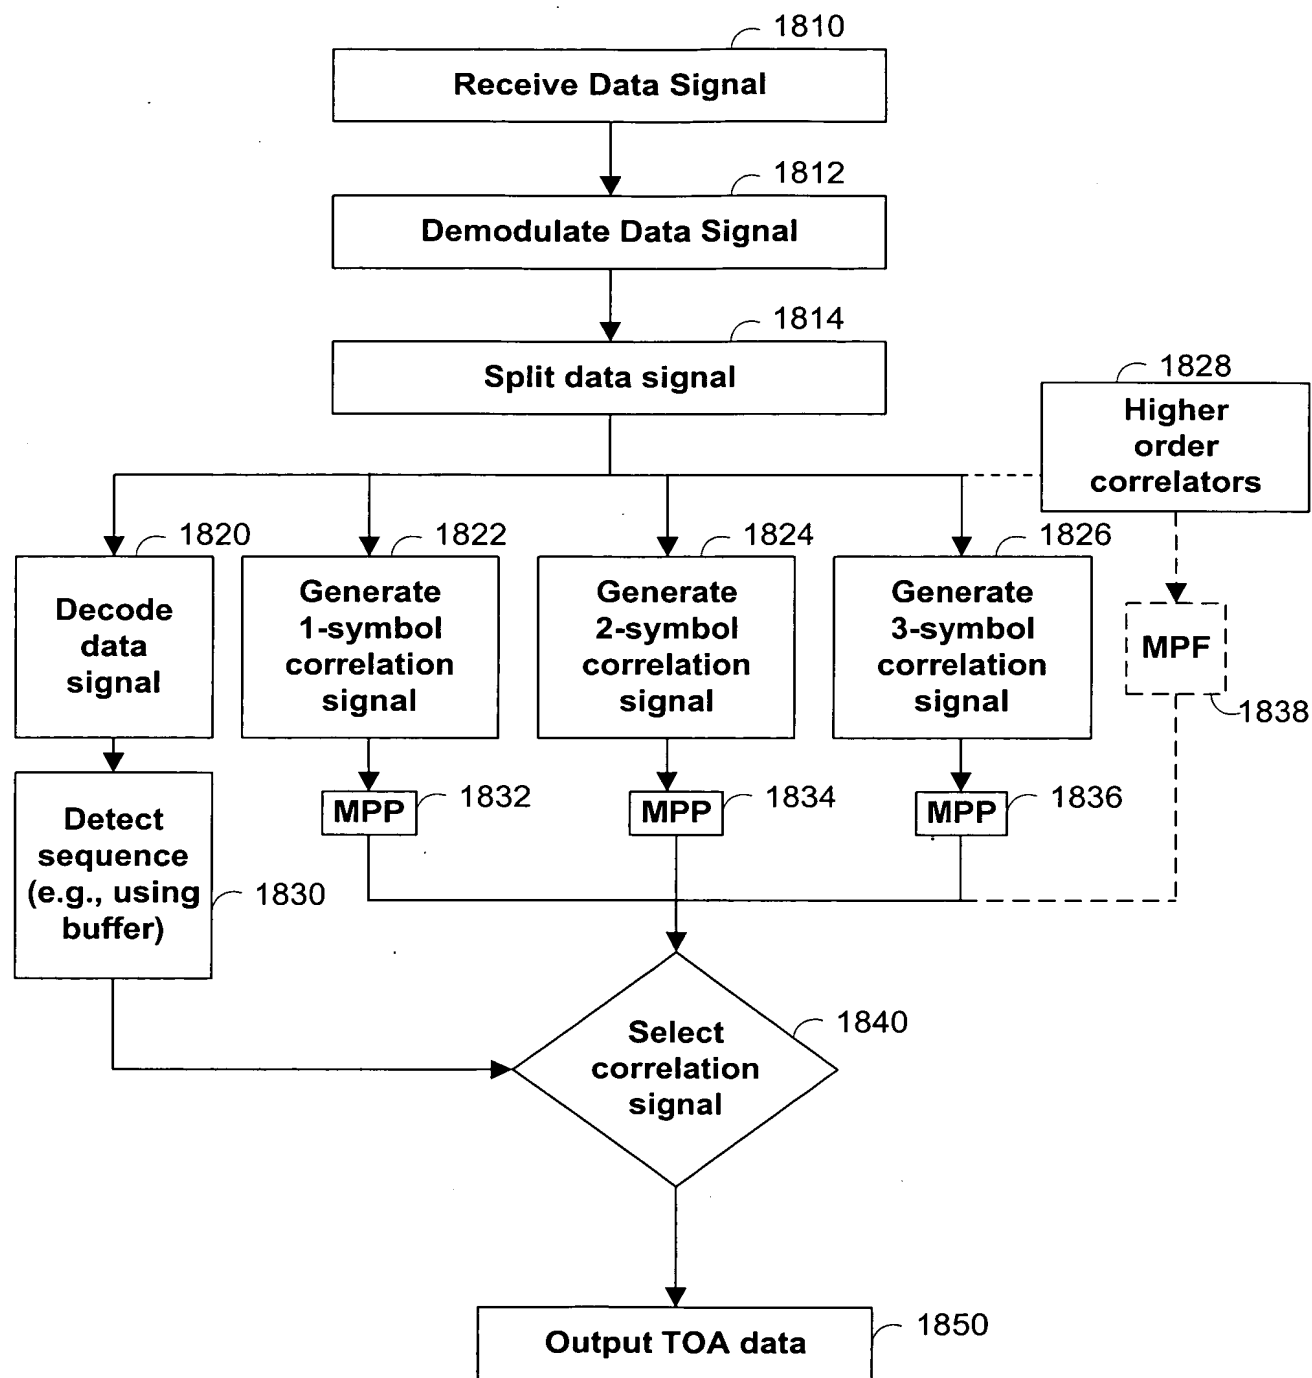 1810
Receive Data Signal
1812
Demodulate Data Signal
1814
Split data signal
1828
Higher
order
correlators
1820
Decode
data
signal
1822
Generate
1-symbol
correlation
signal
1824
Generate
2-symbol
correlation
signal
1826
Generate
3-symbol
correlation
signal
MPF
1838
Detect
sequence
(e.g., using
buffer)
1830
MPP
1832
MPP
1834
MPP
1836
Select
correlation
signal
1840
Output TOA data
1850